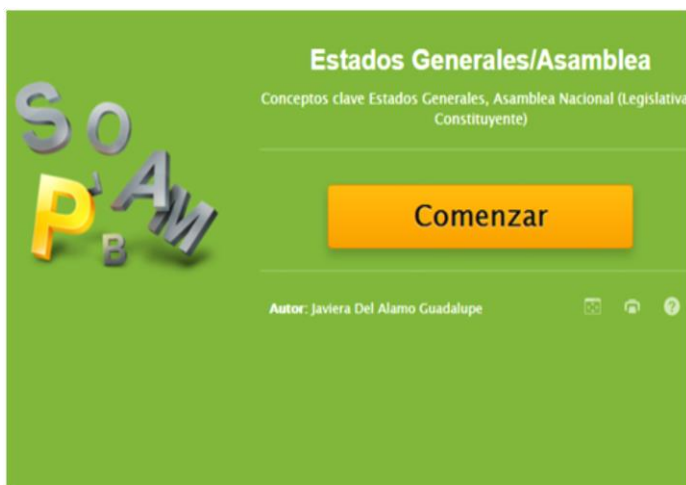 S O A M P B
Estados Generales/Asamblea
Conceptos clave Estados Generales, Asamblea Nacional (Legislativa
Constituyente)
Comenzar
Autor: Javiera Del Alamo Guadalupe
?